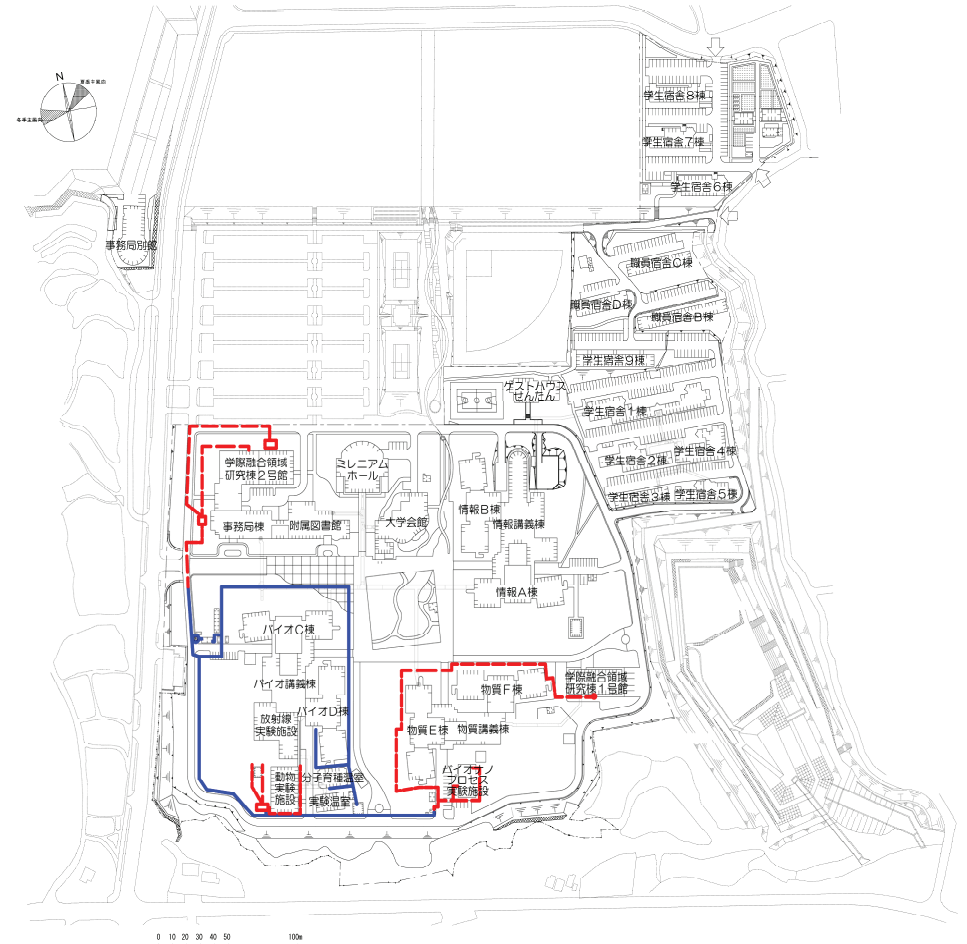 N
夏季主風向
冬季主風向
学生宿舎8棟
学生宿舎7棟
学生宿舎6棟
事務局別館
職員宿舎C棟
職員宿舎D棟
職員宿舎B棟
学生宿舎9棟
ゲストハウス
せんたん
学生宿舎1棟
学生宿舎2棟
学生宿舎4棟
学生宿舎3棟
学生宿舎5棟
学際融合領域
研究棟2号館
ミレニアム
ホール
事務局棟
附属図書館
大学会館
情報B棟
情報講義棟
情報A棟
バイオC棟
バイオ講義棟
バイオD棟
放射線
実験施設
動物
実験
施設
分子育種温室
実験温室
物質F棟
物質E棟
物質講義棟
学際融合領域
研究棟1号館
バイオナノ
プロセス
実験施設
0 10 20 30 40 50 100m